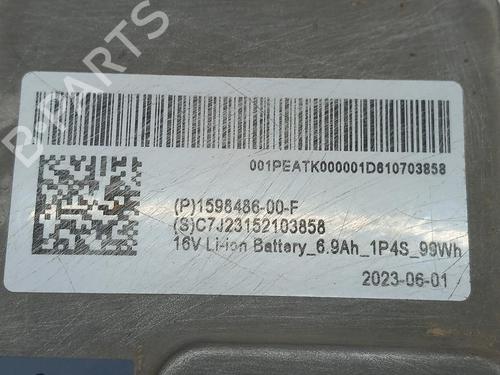 B-PARTS
001PEATK000001D610703858
(P)1598486-00-F
(S)C7J23152103858
16V Li-ion Battery_6.9Ah_1P4S_99Wh
2023-06-01